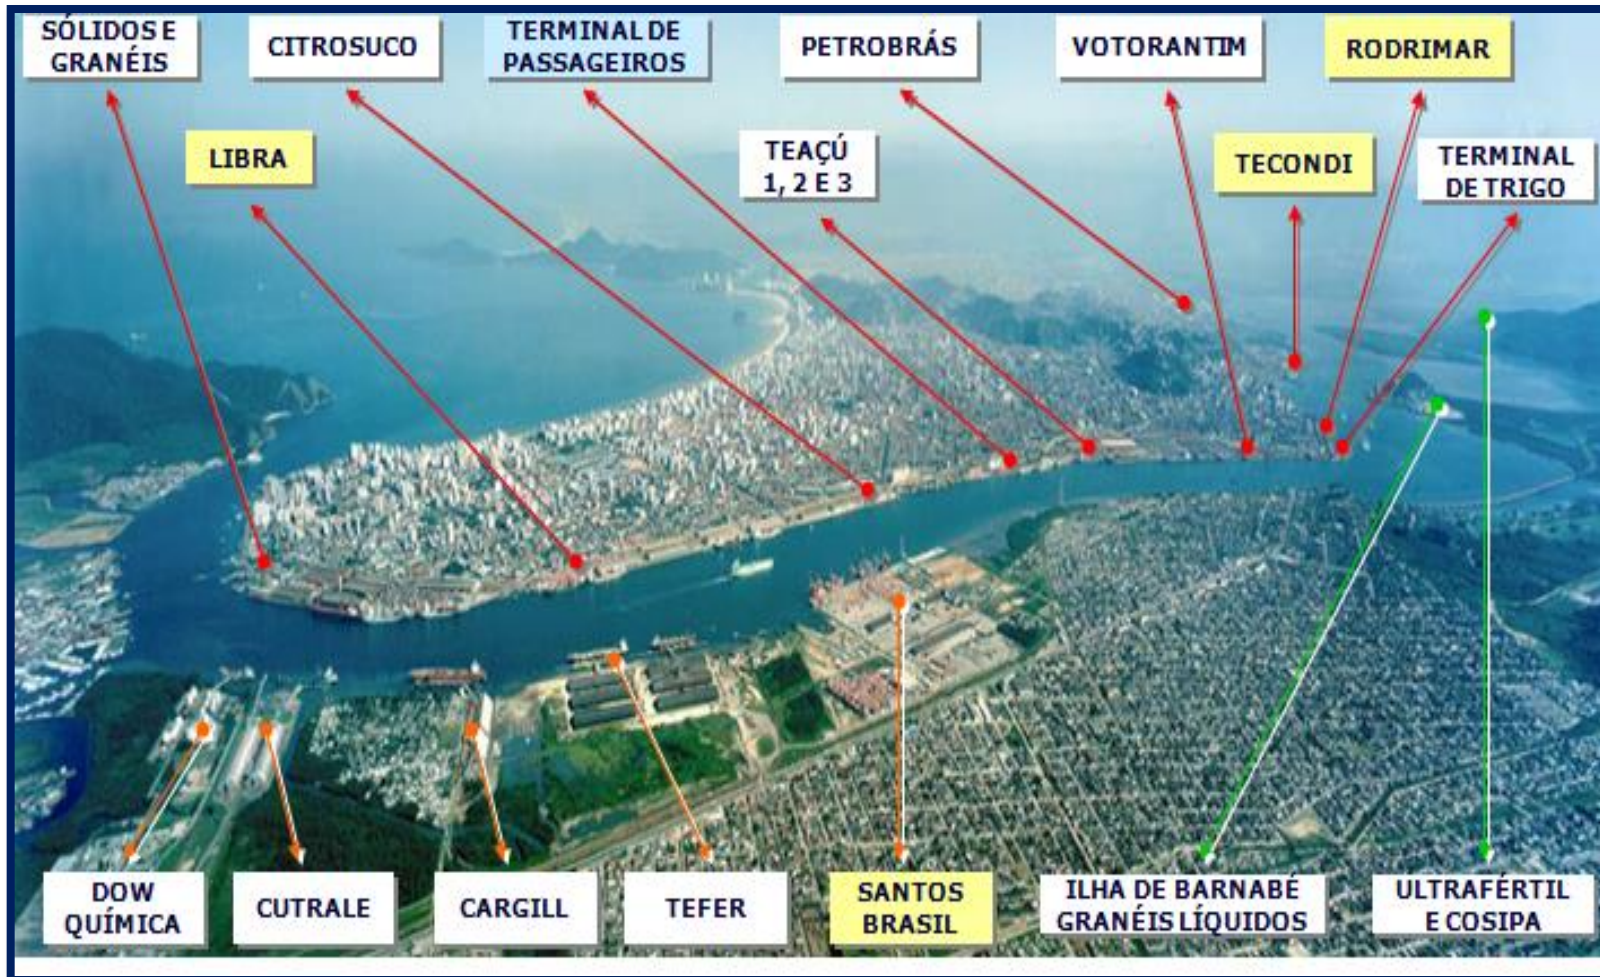 SÓLIDOS E
GRANÉIS
CITROSUCO
TERMINAL DE
PASSAGEIROS
PETROBRÁS
VOTORANTIM
RODRIMAR
LIBRA
TEAÇÚ
1, 2 E 3
TECONDI
TERMINAL
DE TRIGO
DOW
QUÍMICA
CUTRALE
CARGILL
TEFER
SANTOS
BRASIL
ILHA DE BARNABÉ
GRANÉIS LÍQUIDOS
ULTRAFÉRTIL
E COSIPA